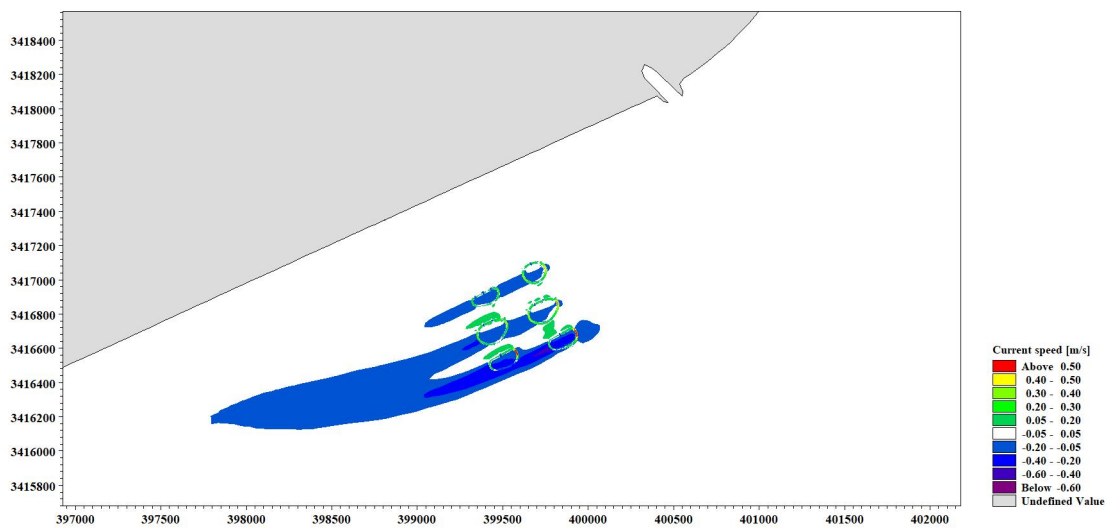 3418400
3418200
3418000
3417800
3417600
3417400
3417200
3417000
3416800
3416600
3416400
3416200
3416000
3415800
397000 397500 398000 398500 399000 399500 400000 400500 401000 401500 402000
Current speed [m/s]
Above 0.50
0.40 - 0.50
0.30 - 0.40
0.20 - 0.30
0.05 - 0.20
-0.05 - 0.05
-0.20 - -0.05
-0.40 - -0.20
-0.60 - -0.40
Below -0.60
Undefined Value